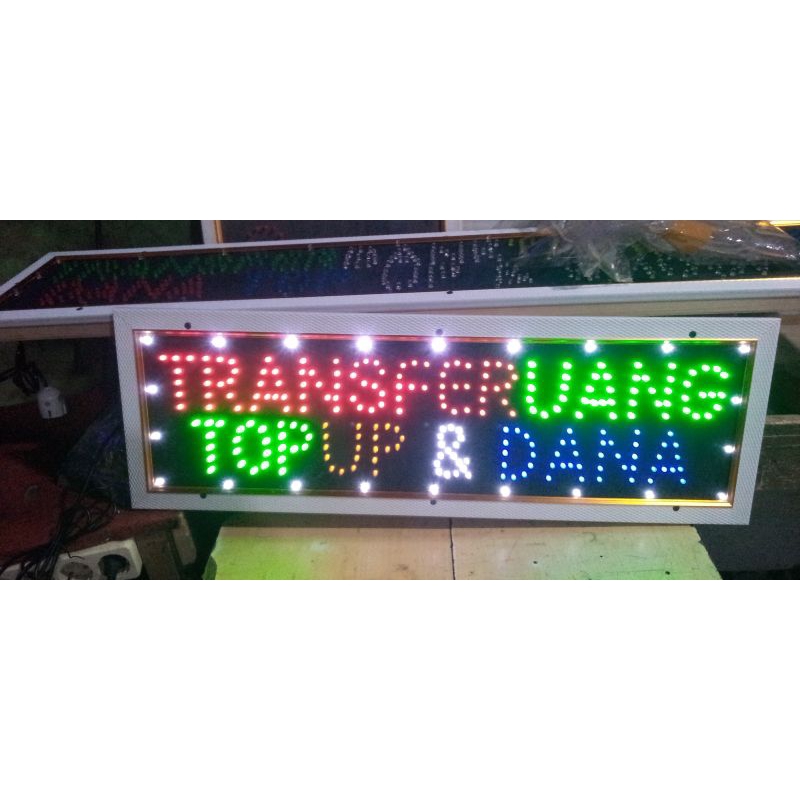 TRANSFER UANG
TOP UP & DANA